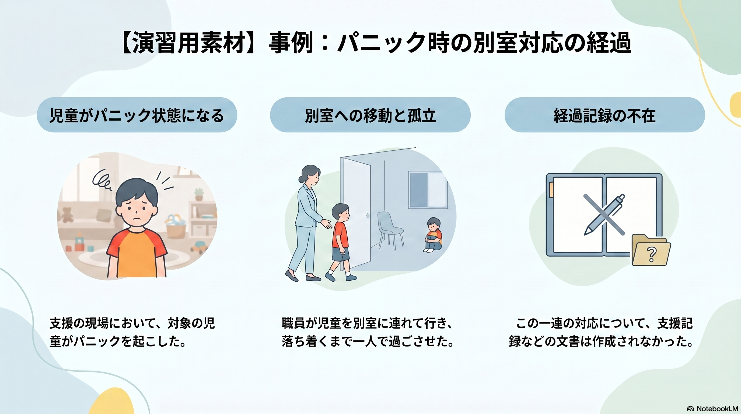 【演習用素材】事例：パニック時の別室対応の経過
児童がパニック状態になる
別室への移動と孤立
経過記録の不在
?
支援の現場において、対象の児
童がパニックを起こした。
職員が児童を別室に連れて行き、
落ち着くまで一人で過ごさせた。
この一連の対応について、支援記
録などの文書は作成されなかった。
NotebookLM